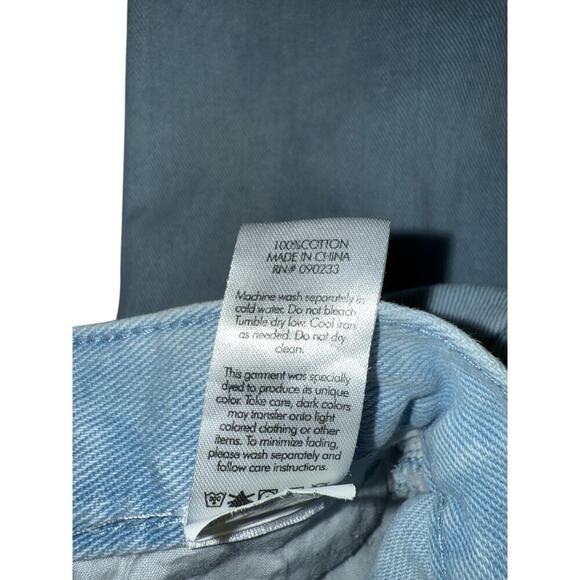 100%COTTON
MADE IN CHINA
RN# 090233
Machine wash separately in
cold water. Do not bleach
Tumble dry low. Cool iron
as needed. Do not dry
clean.
This garment was specially
dyed to produce its unique
color. Take care, dark colors
may transfer onto light
colored clothing or other
items. To minimize fading,
please wash separately and
follow care instructions.